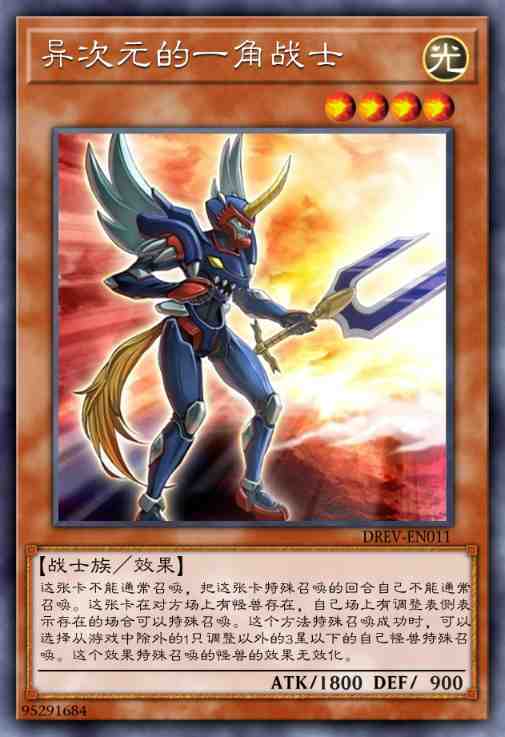 异次元的一角战士
光
DREV-EN011
【战士族／效果】
这张卡不能通常召唤，把这张卡特殊召唤的回合自己不能通常
召唤。这张卡在对方场上有怪兽存在，自己场上有调整表侧表
示存在的场合可以特殊召唤。这个方法特殊召唤成功时，可以
选择从游戏中除外的1只调整以外的3星以下的自己怪兽特殊召
唤。这个效果特殊召唤的怪兽的效果无效化。
ATK/1800 DEF/ 900
95291684